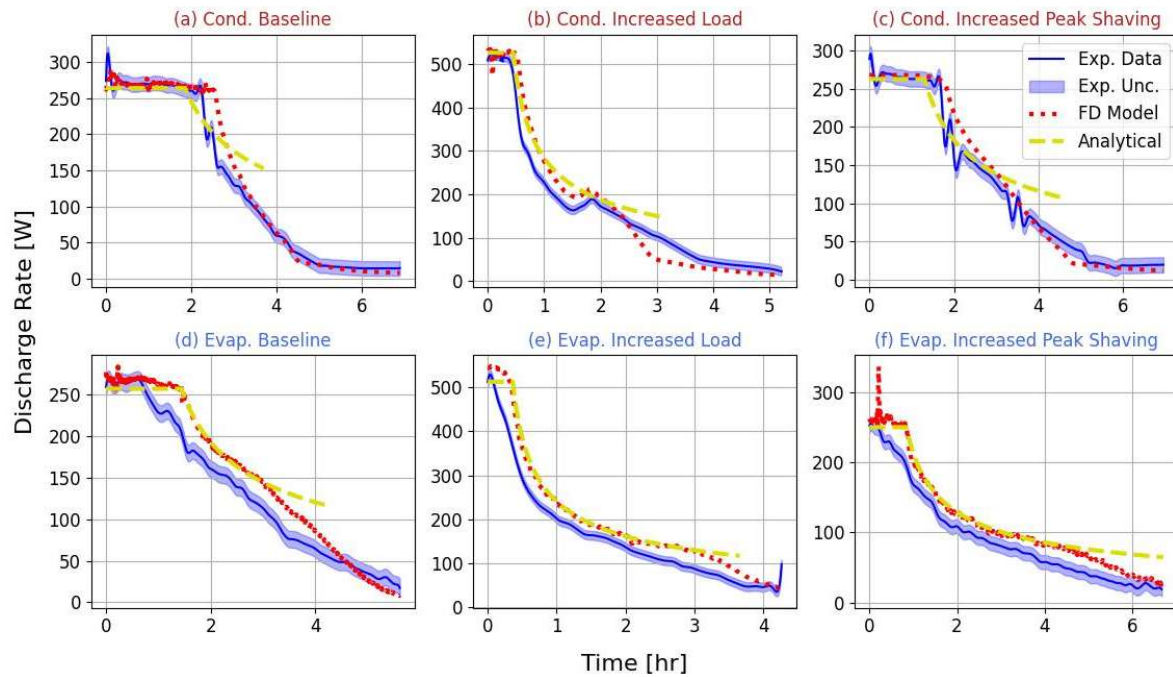 (a) Cond. Baseline
(b) Cond. Increased Load
(c) Cond. Increased Peak Shaving
300
250
200
150
100
50
0
0 2 4 6
500
400
300
200
100
0
0 1 2 3 4 5
300
250
200
150
100
50
0
0 2 4 6
Exp. Data
Exp. Unc.
FD Model
Analytical
Discharge Rate [W]
(d) Evap. Baseline
(e) Evap. Increased Load
(f) Evap. Increased Peak Shaving
250
200
150
100
50
0
0 2 4
500
400
300
200
100
0
0 1 2 3 4
300
200
100
0
0 2 4 6
Time [hr]